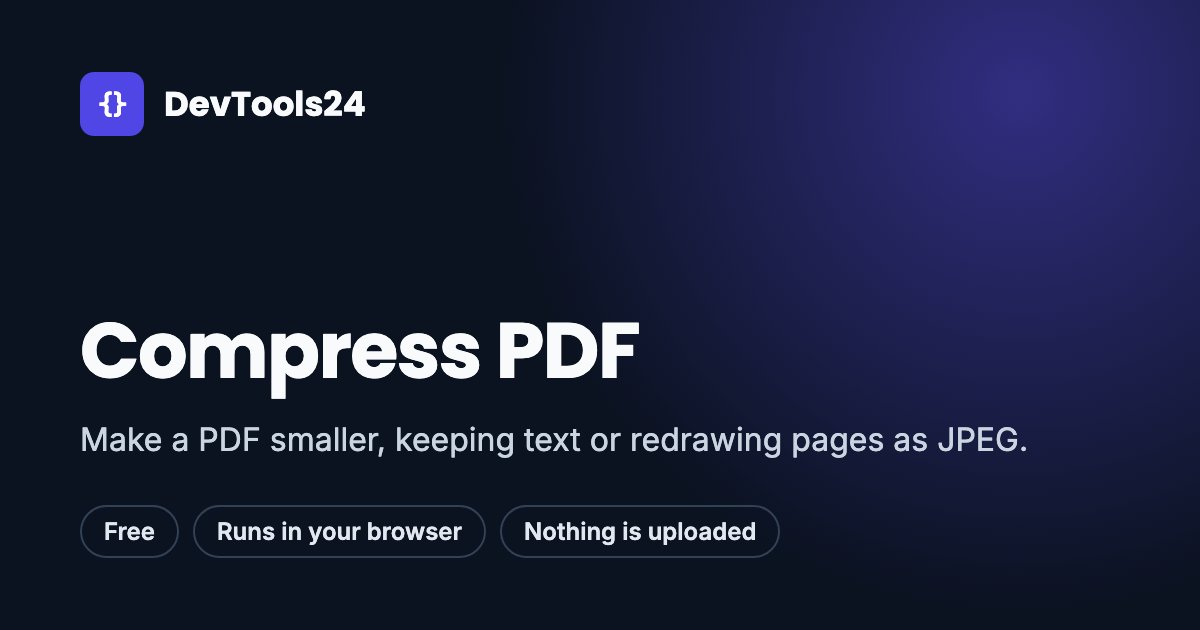 {} DevTools24
Compress PDF
Make a PDF smaller, keeping text or redrawing pages as JPEG.
Free Runs in your browser Nothing is uploaded